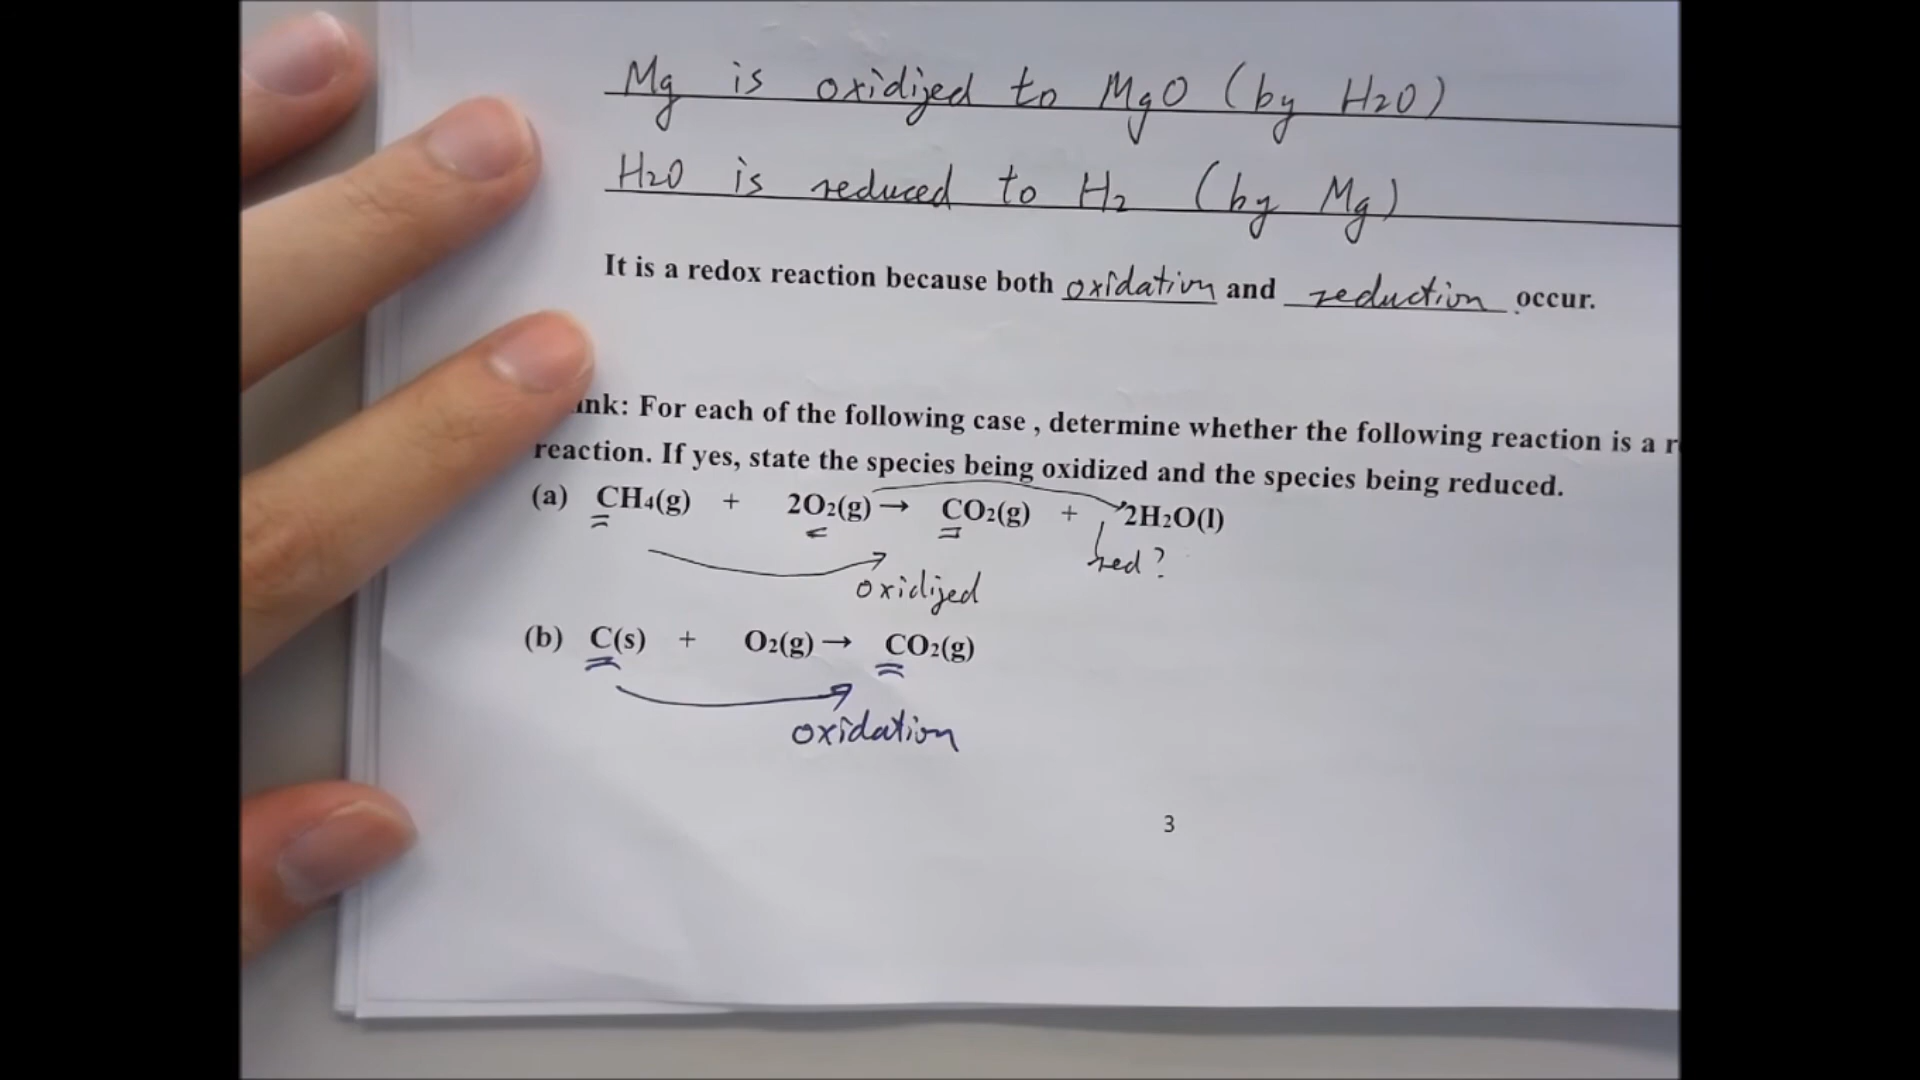 Mg is oxidized to MgO (by H2O)
H2O is reduced to H2 (by Mg)
It is a redox reaction because both oxidation and reduction occur.
ink: For each of the following case , determine whether the following reaction is a r
reaction. If yes, state the species being oxidized and the species being reduced.
(a) CH4(g) + 2O2(g) → CO2(g) + 2H2O(l)
red?
oxidized
(b) C(s) + O2(g) → CO2(g)
oxidation
3